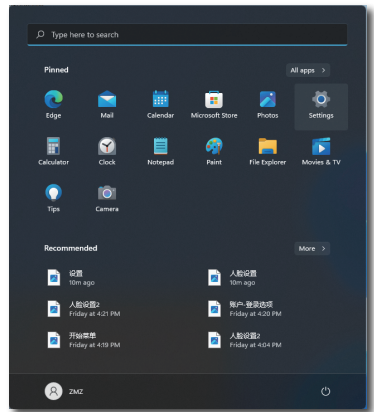 Type here to search
Pinned
All apps >
Edge
Mail
Calendar
Microsoft Store
Photos
Settings
Calculator
Clock
Notepad
Paint
File Explorer
Movies & TV
Tips
Camera
Recommended
More >
设置
10m ago
人脸设置
10m ago
人脸设置2
Friday at 4:21 PM
账户-登录选项
Friday at 4:20 PM
开始菜单
Friday at 4:19 PM
人脸设置2
Friday at 4:04 PM
ZMZ